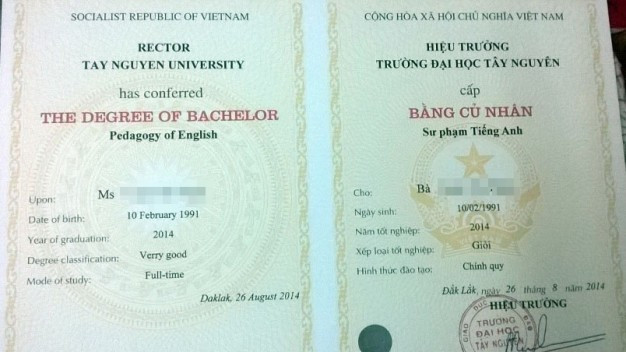 SOCIALIST REPUBLIC OF VIETNAM
RECTOR
TAY NGUYEN UNIVERSITY
has conferred
THE DEGREE OF BACHELOR
Pedagogy of English
Upon: Ms
Date of birth: 10 February 1991
Year of graduation: 2014
Degree classification: Verry good
Mode of study: Full-time
Daklak, 26 August 2014
CỘNG HÒA XÃ HỘI CHỦ NGHĨA VIỆT NAM
HIỆU TRƯỞNG
TRƯỜNG ĐẠI HỌC TÂY NGUYÊN
cấp
BẰNG CỬ NHÂN
Sư phạm Tiếng Anh
Cho: Bà
Ngày sinh: 10/02/1991
Năm tốt nghiệp: 2014
Xếp loại tốt nghiệp: Giỏi
Hình thức đào tạo: Chính quy
Đắk Lắk, ngày 26 tháng 8 năm 2014
HIỆU TRƯỞNG
GIÁO DỤC
TRƯỜNG
ĐẠI HỌC
TÂY